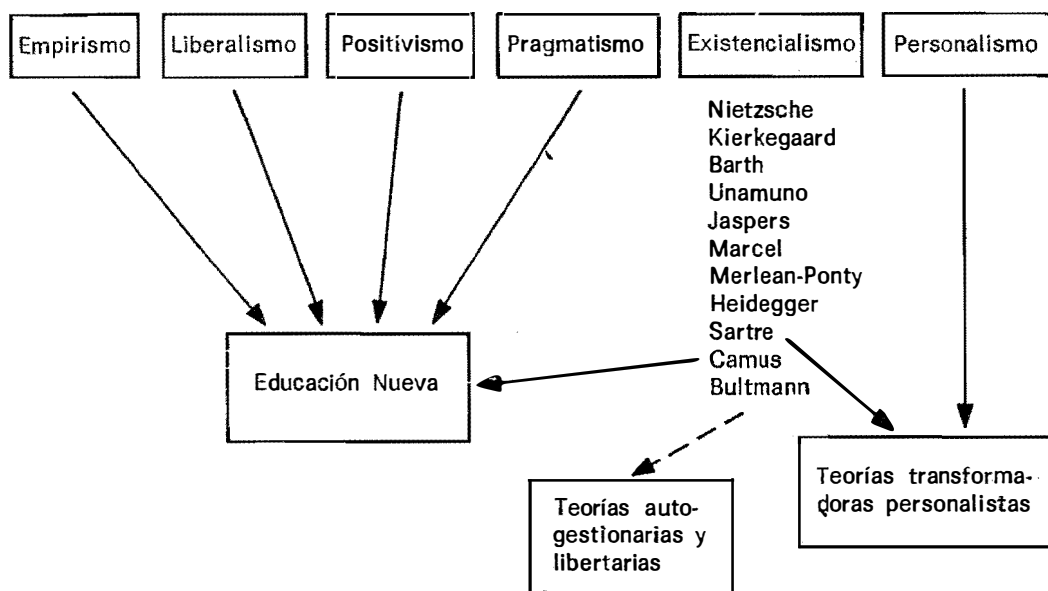 Empirismo
Liberalismo
Positivismo
Pragmatismo
Existencialismo
Personalismo
Nietzsche
Kierkegaard
Barth
Unamuno
Jaspers
Marcel
Merlean-Ponty
Heidegger
Sartre
Camus
Bultmann
Educación Nueva
Teorías auto-
gestionarias y
libertarias
Teorías transforma-
doras personalistas